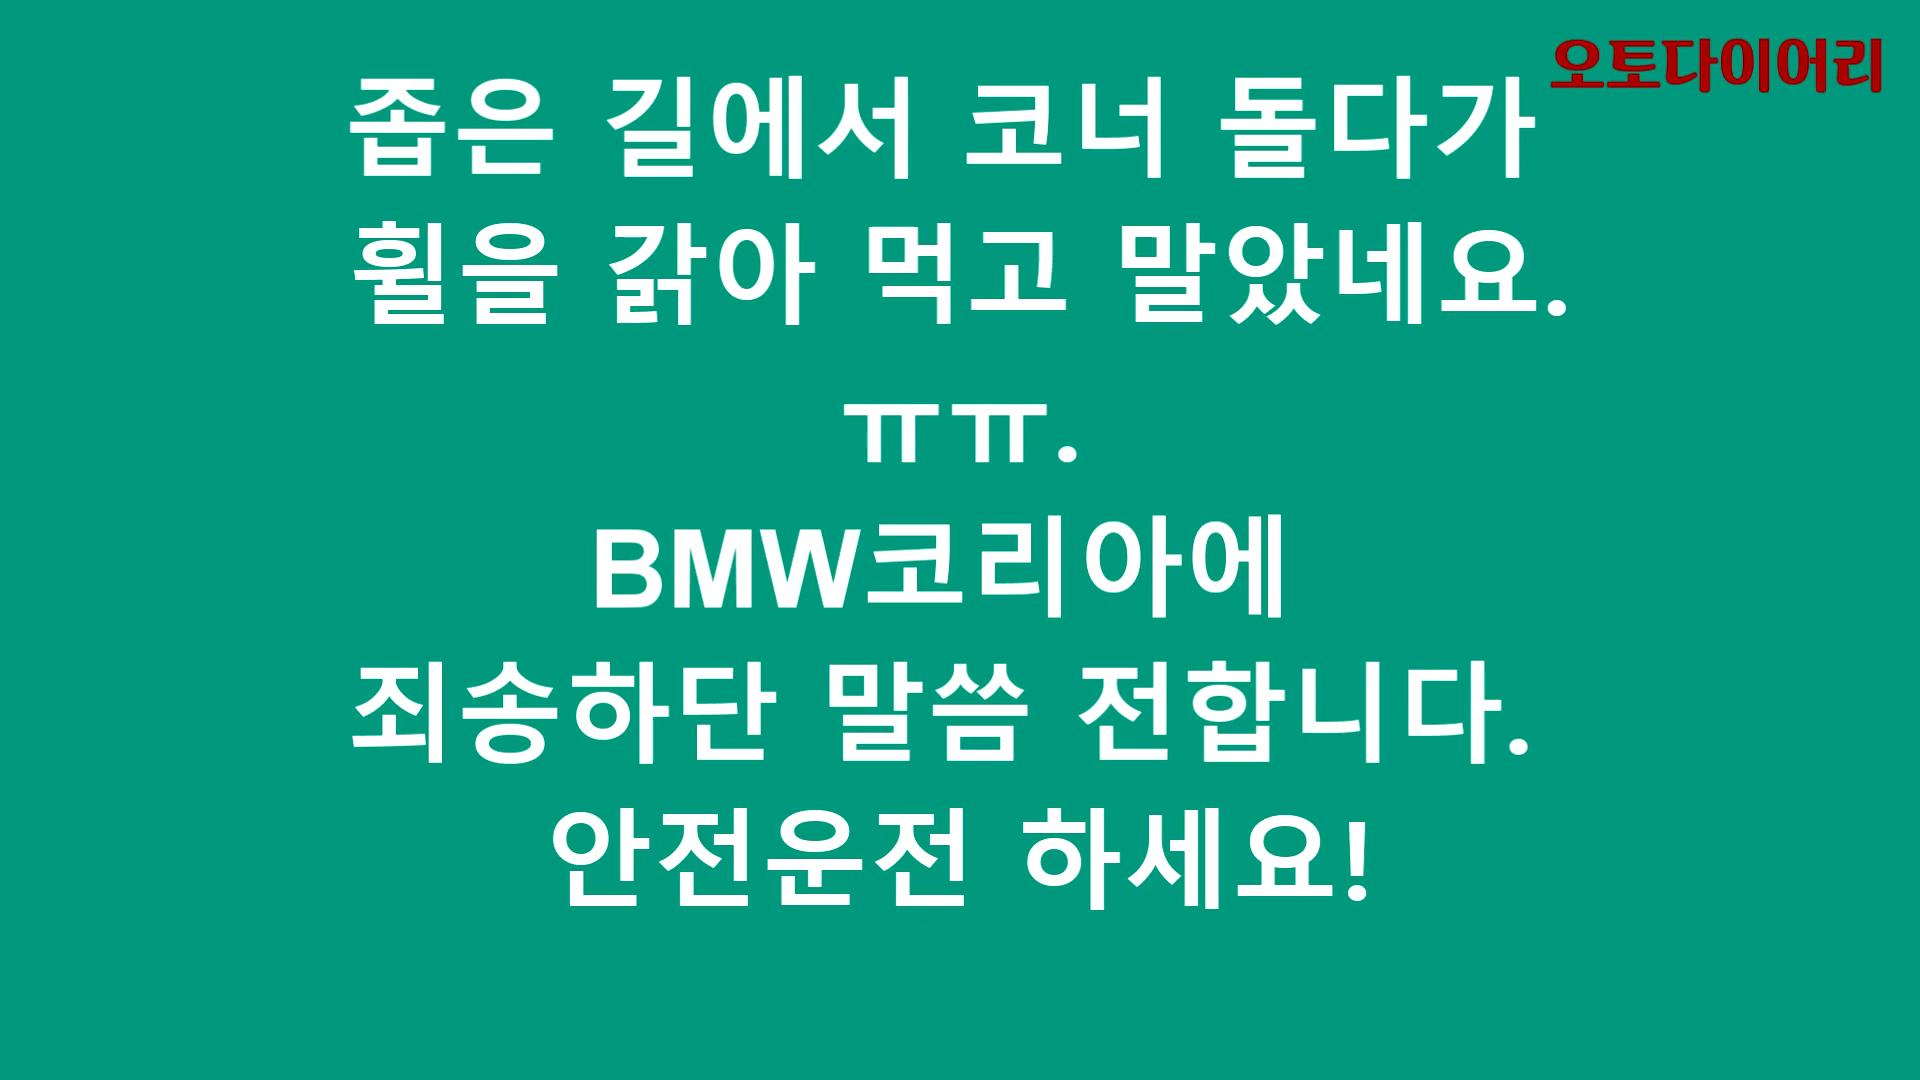 오토다이어리
좁은 길에서 코너 돌다가
휠을 갉아 먹고 말았네요.
ㅠㅠ.
BMW코리아에
죄송하단 말씀 전합니다.
안전운전 하세요!